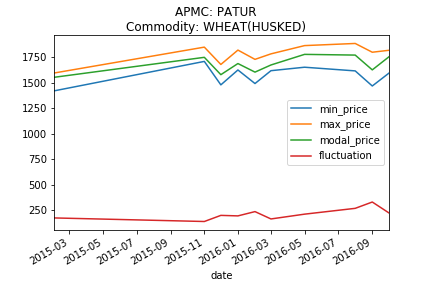 APMC: PATUR
Commodity: WHEAT(HUSKED)
1750
1500
1250
1000
750
500
250
min_price
max_price
modal_price
fluctuation
2015-03
2015-05
2015-07
2015-09
2015-11
2016-01
2016-03
2016-05
2016-07
2016-09
date